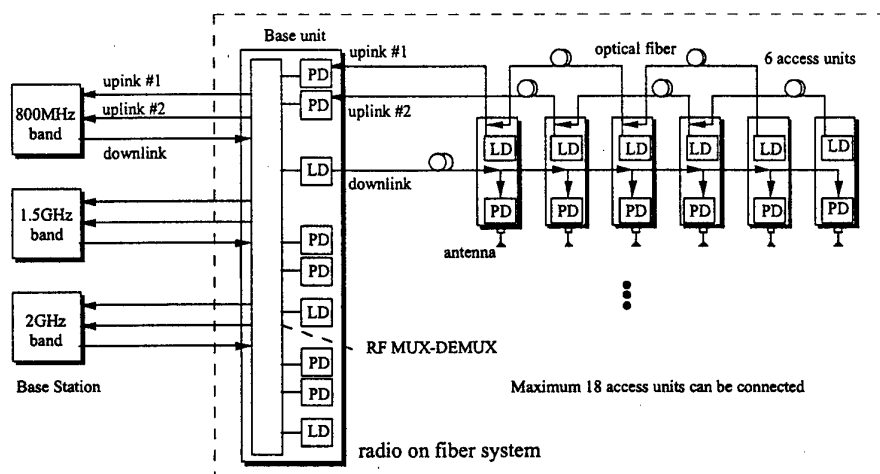 Base unit
upink #1
optical fiber
6 access units
PD
upink #1
PD
uplink #2
800MHz
band
uplink #2
LD
LD
LD
LD
LD
LD
downlink
LD
downlink
1.5GHz
band
PD
PD
PD
PD
PD
PD
PD
antenna
PD
2GHz
band
LD
RF MUX-DEMUX
PD
Base Station
PD
Maximum 18 access units can be connected
LD
radio on fiber system